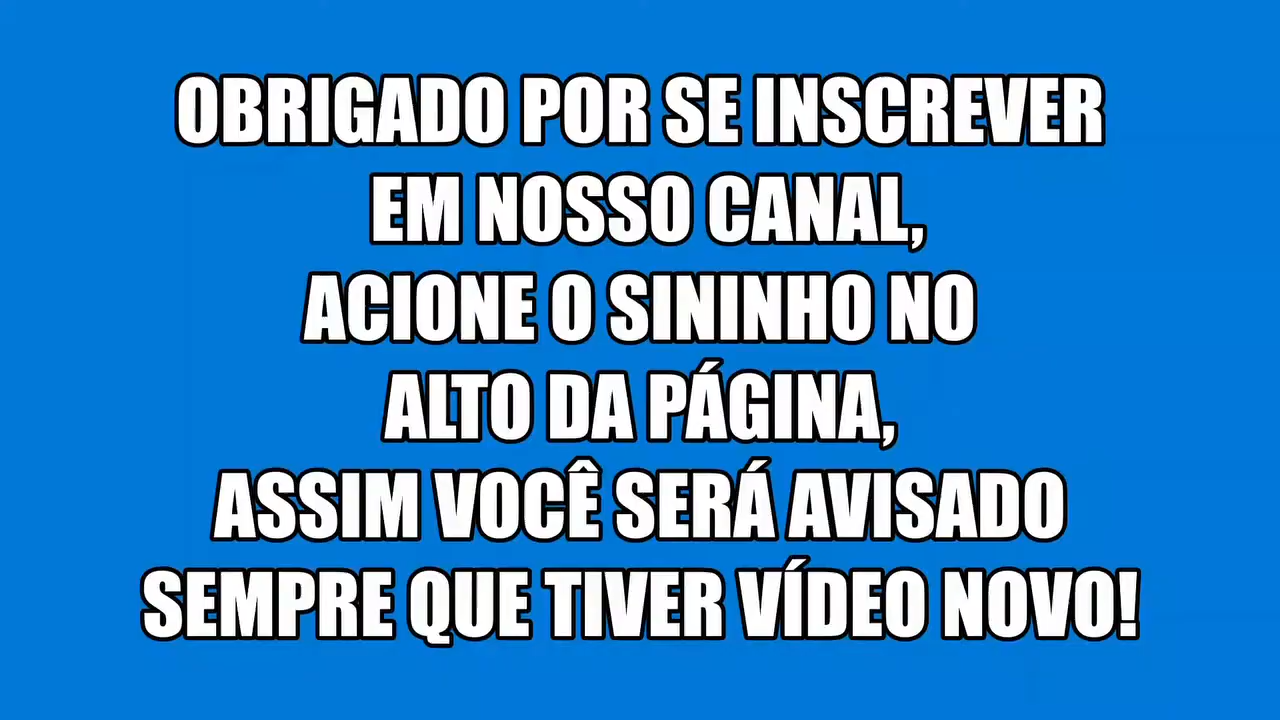 OBRIGADO POR SE INSCREVER
EM NOSSO CANAL,
ACIONE O SININHO NO
ALTO DA PÁGINA,
ASSIM VOCÊ SERÁ AVISADO
SEMPRE QUE TIVER VÍDEO NOVO!